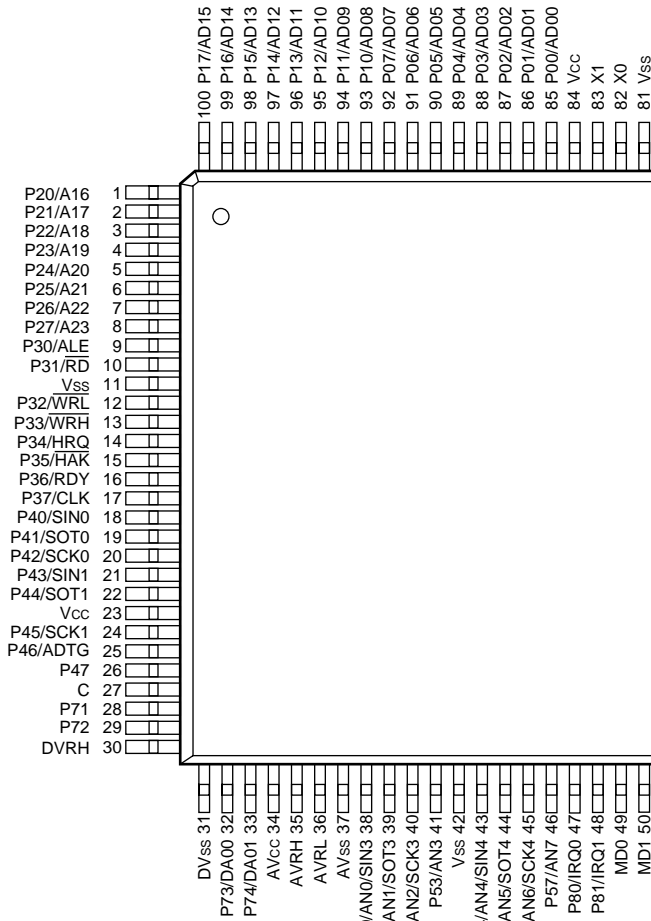 100 P17/AD15
99 P16/AD14
98 P15/AD13
97 P14/AD12
96 P13/AD11
95 P12/AD10
94 P11/AD09
93 P10/AD08
92 P07/AD07
91 P06/AD06
90 P05/AD05
89 P04/AD04
88 P03/AD03
87 P02/AD02
86 P01/AD01
85 P00/AD00
84 Vcc
83 X1
82 X0
81 Vss
P20/A16 1
P21/A17 2
P22/A18 3
P23/A19 4
P24/A20 5
P25/A21 6
P26/A22 7
P27/A23 8
P30/ALE 9
P31/RD 10
Vss 11
P32/WRL 12
P33/WRH 13
P34/HRQ 14
P35/HAK 15
P36/RDY 16
P37/CLK 17
P40/SIN0 18
P41/SOT0 19
P42/SCK0 20
P43/SIN1 21
P44/SOT1 22
Vcc 23
P45/SCK1 24
P46/ADTG 25
P47 26
C 27
P71 28
P72 29
DVRH 30
DVss 31
P73/DA00 32
P74/DA01 33
AVcc 34
AVRH 35
AVRL 36
AVss 37
/AN0/SIN3 38
AN1/SOT3 39
AN2/SCK3 40
P53/AN3 41
Vss 42
/AN4/SIN4 43
AN5/SOT4 44
AN6/SCK4 45
P57/AN7 46
P80/IRQ0 47
P81/IRQ1 48
MD0 49
MD1 50